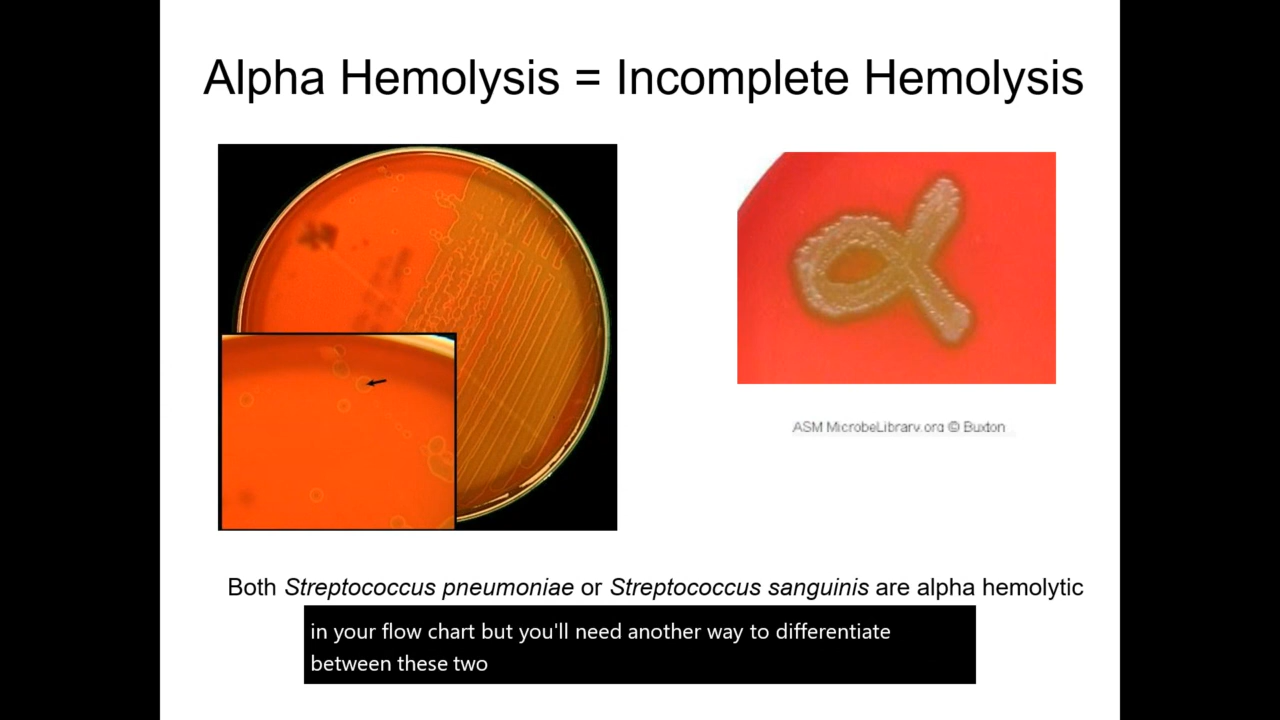 Alpha Hemolysis = Incomplete Hemolysis
ASM MicrobeLibrary.org © Buxton
Both Streptococcus pneumoniae or Streptococcus sanguinis are alpha hemolytic
in your flow chart but you'll need another way to differentiate
between these two